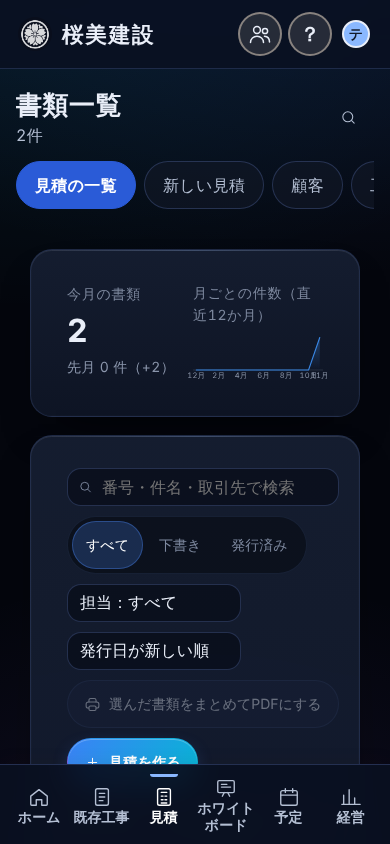 桜美建設
?
テ
書類一覧
2件
見積の一覧
新しい見積
顧客
今月の書類
2
先月 0 件（+2）
月ごとの件数（直
近12か月）
12月 2月 4月 6月 8月 10月 11月
番号・件名・取引先で検索
すべて
下書き
発行済み
担当：すべて
発行日が新しい順
選んだ書類をまとめてPDFにする
+ 見積を作る
ホーム
既存工事
見積
ホワイト
ボード
予定
経営